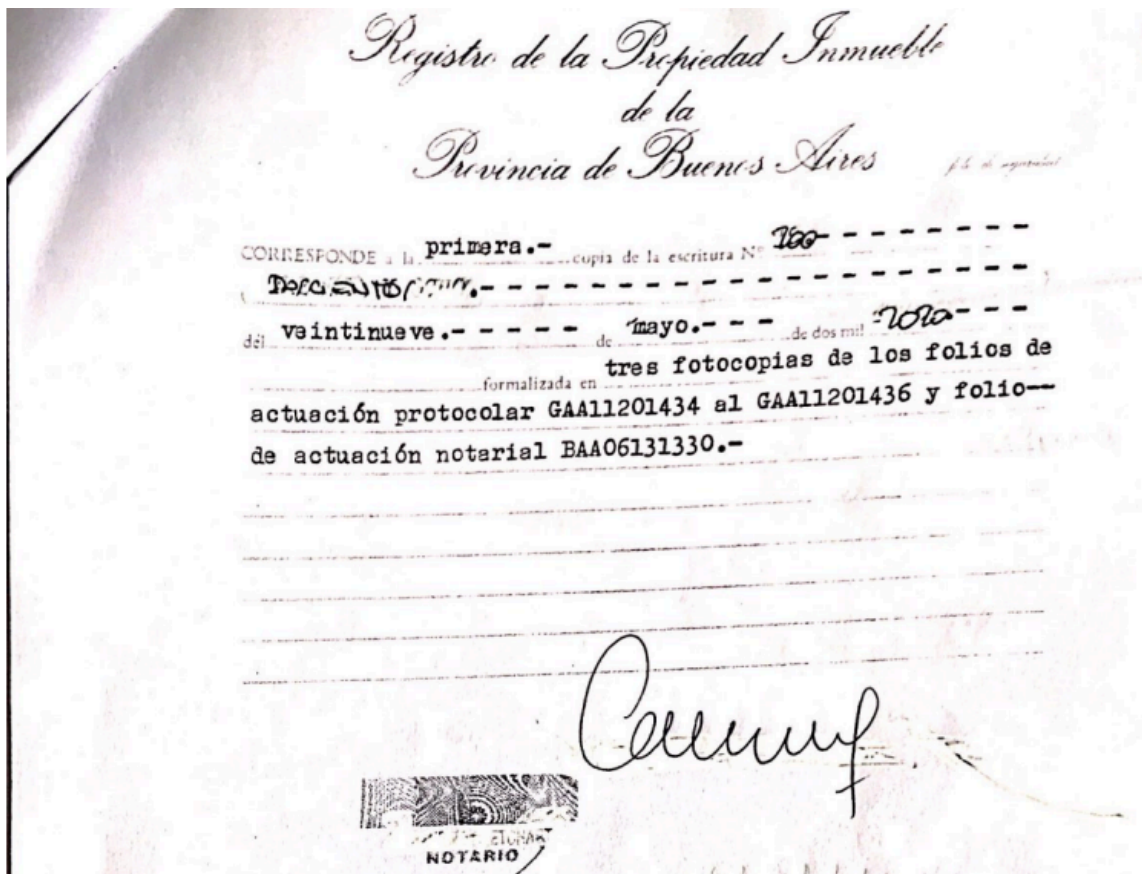 Registro de la Propiedad Inmueble
de la
Provincia de Buenos Aires
CORRESPONDE a la primera.- copia de la escritura Nº - - - - - - - - -
.- - - - - - - - - - - - - - - - - - - - - - -
del veintinueve.- - - - - - de mayo.- - - de dos mil - - -
formalizada en tres fotocopias de los folios de
actuación protocolar GAA11201434 al GAA11201436 y folio--
de actuación notarial BAA06131330.-
NOTARIO